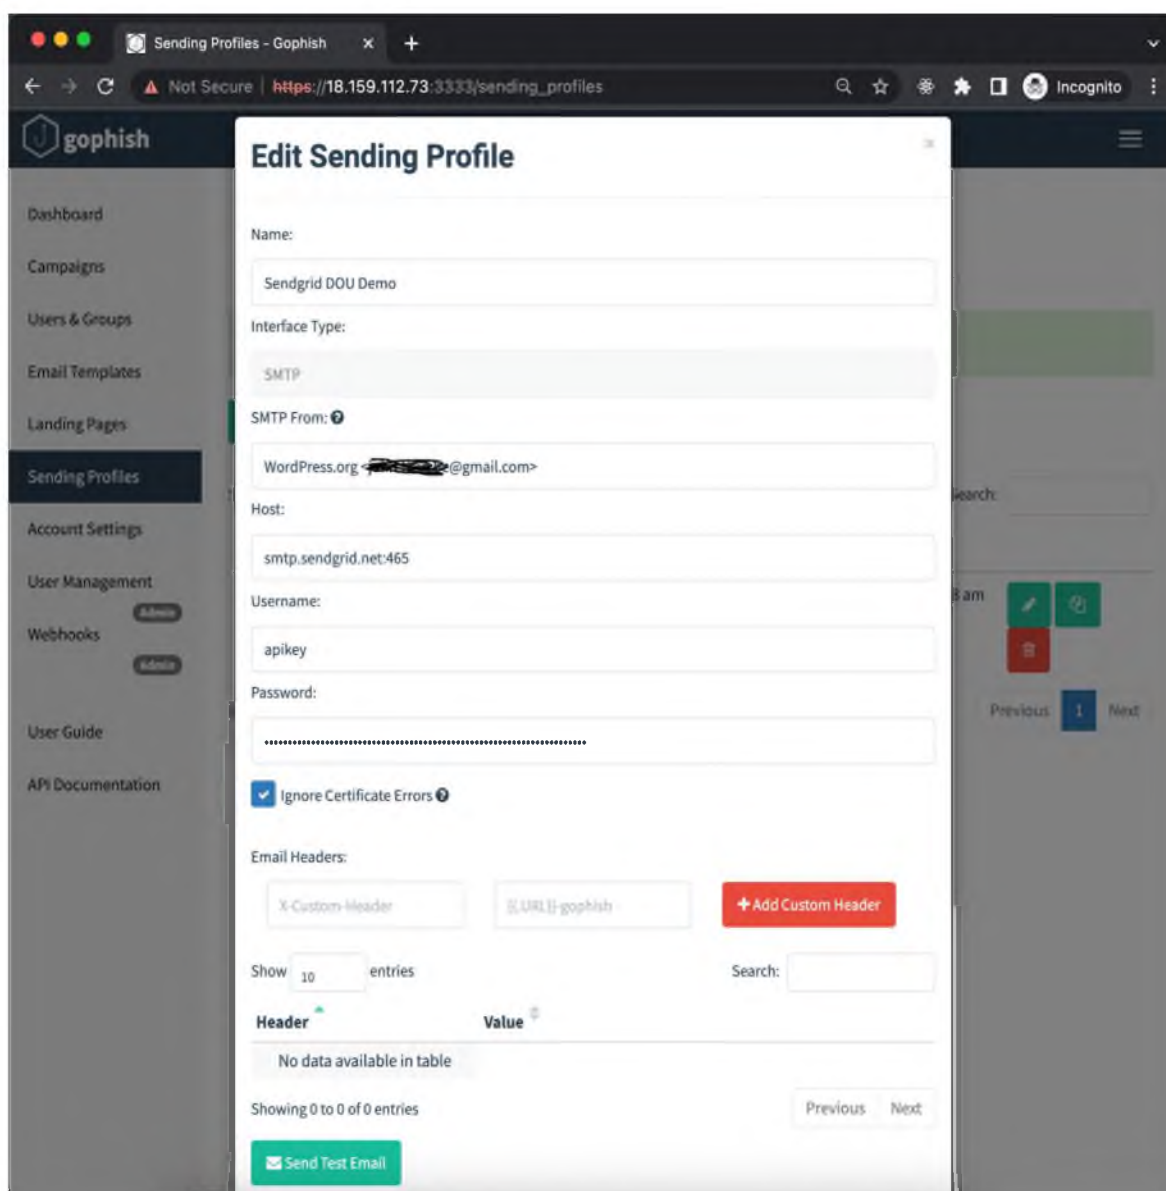 Sending Profiles - Gophish
Not Secure | https://18.159.112.73:3333/sending_profiles
Incognito
gophish
Dashboard
Campaigns
Users & Groups
Email Templates
Landing Pages
Sending Profiles
Account Settings
User Management
Admin
Webhooks
Admin
User Guide
API Documentation
Edit Sending Profile
Name:
Sendgrid DOU Demo
Interface Type:
SMTP
SMTP From:
WordPress.org < @gmail.com>
Host:
smtp.sendgrid.net:465
Username:
apikey
Password:
Ignore Certificate Errors
Email Headers:
X-Custom-Header
{{.URL}}-gophish
Add Custom Header
Show 10 entries
Search:
Header
Value
No data available in table
Showing 0 to 0 of 0 entries
Previous Next
Send Test Email
Search:
8 am
Previous 1 Next